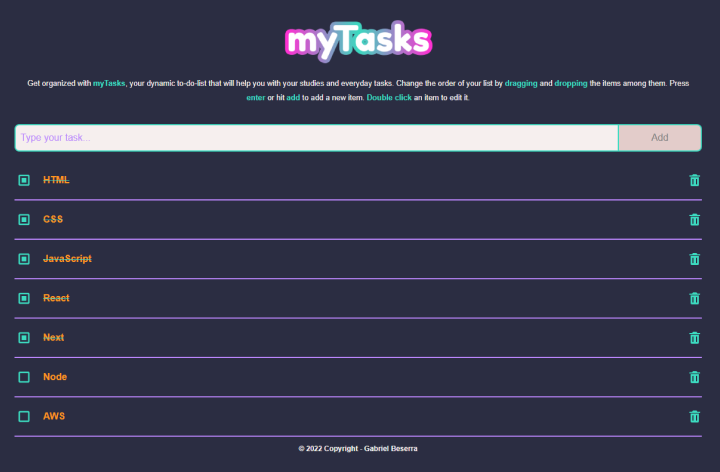 myTasks
Get organized with myTasks, your dynamic to-do-list that will help you with your studies and everyday tasks. Change the order of your list by dragging and dropping the items among them. Press
enter or hit add to add a new item. Double click an item to edit it.
Type your task...
Add
HTML
CSS
JavaScript
React
Next
Node
AWS
© 2022 Copyright - Gabriel Beserra